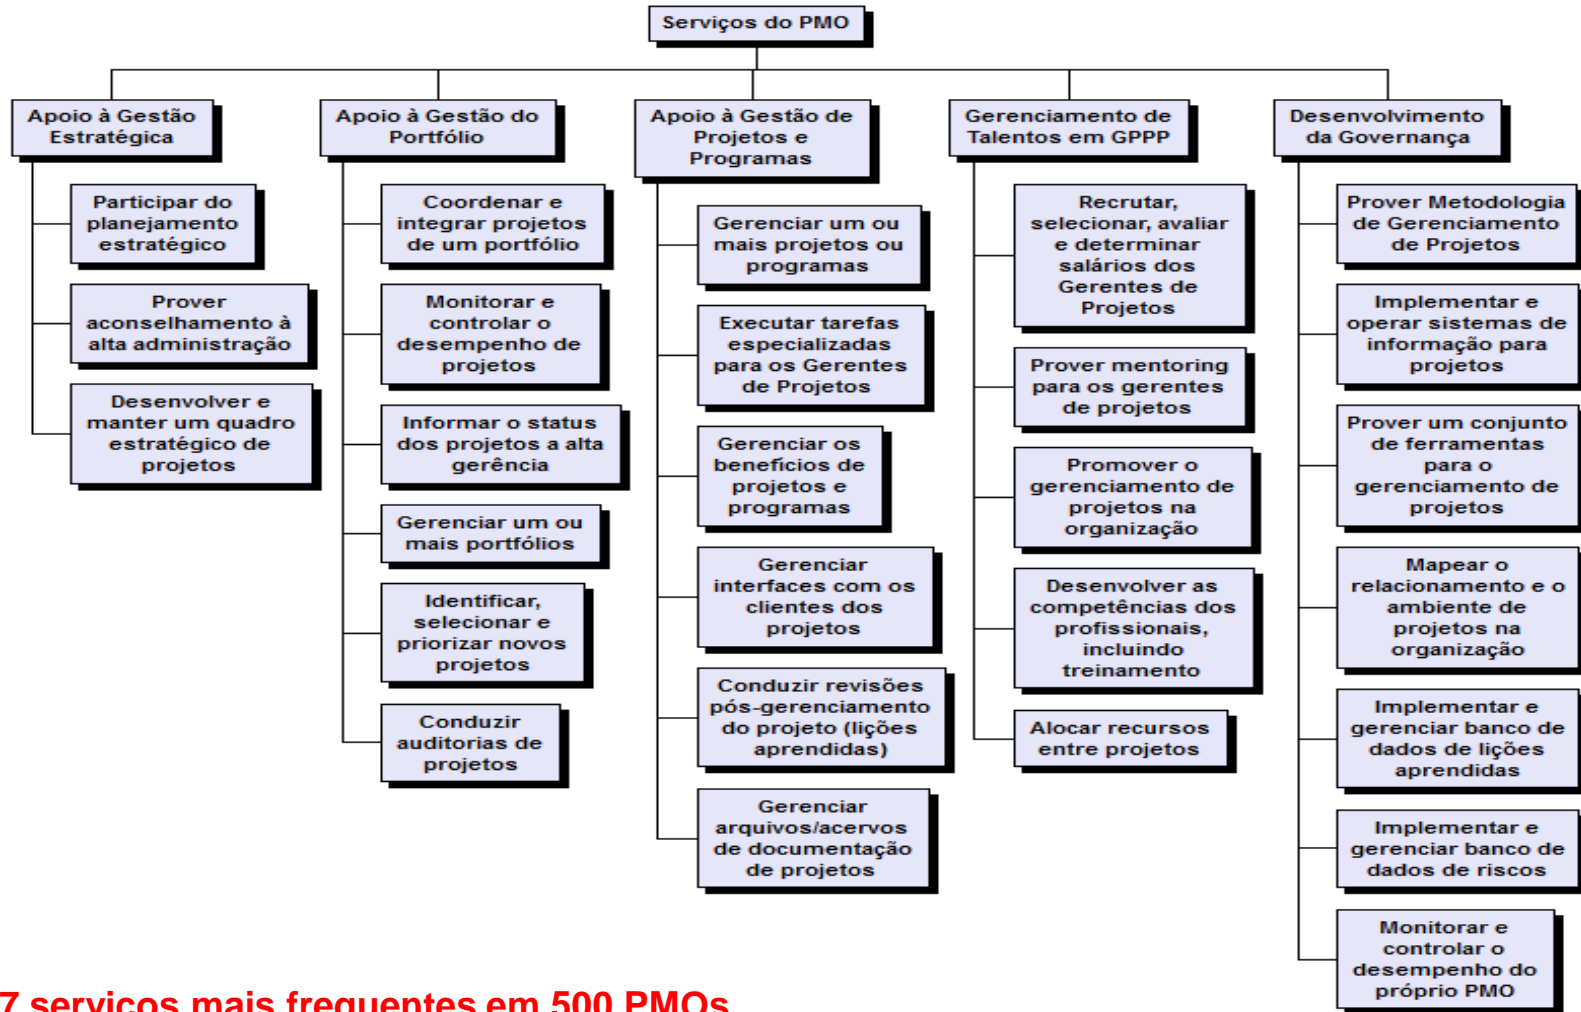 Serviços do PMO
Apoio à Gestão
Estratégica
Participar do
planejamento
estratégico
Prover
aconselhamento à
alta administração
Desenvolver e
manter um quadro
estratégico de
projetos
Apoio à Gestão do
Portfólio
Coordenar e
integrar projetos
de um portfólio
Monitorar e
controlar o
desempenho de
projetos
Informar o status
dos projetos a alta
gerência
Gerenciar um ou
mais portfólios
Identificar,
selecionar e
priorizar novos
projetos
Conduzir
auditorias de
projetos
Apoio à Gestão de
Projetos e
Programas
Gerenciar um ou
mais projetos ou
programas
Executar tarefas
especializadas
para os Gerentes
de Projetos
Gerenciar os
benefícios de
projetos e
programas
Gerenciar
interfaces com os
clientes dos
projetos
Conduzir revisões
pós-gerenciamento
do projeto (lições
aprendidas)
Gerenciar
arquivos/acervos
de documentação
de projetos
Gerenciamento de
Talentos em GPPP
Recrutar,
selecionar, avaliar
e determinar
salários dos
Gerentes de
Projetos
Prover mentoring
para os gerentes
de projetos
Promover o
gerenciamento de
projetos na
organização
Desenvolver as
competências dos
profissionais,
incluindo
treinamento
Alocar recursos
entre projetos
Desenvolvimento
da Governança
Prover Metodologia
de Gerenciamento
de Projetos
Implementar e
operar sistemas de
informação para
projetos
Prover um conjunto
de ferramentas
para o
gerenciamento de
projetos
Mapear o
relacionamento e o
ambiente de
projetos na
organização
Implementar e
gerenciar banco de
dados de lições
aprendidas
Implementar e
gerenciar banco de
dados de riscos
Monitorar e
controlar o
desempenho do
próprio PMO
7 serviços mais frequentes em 500 PMOs